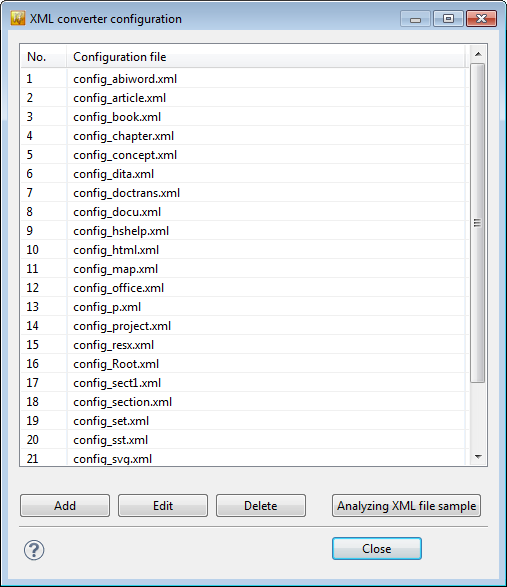 XML converter configuration
No. Configuration file
1 config_abiword.xml
2 config_article.xml
3 config_book.xml
4 config_chapter.xml
5 config_concept.xml
6 config_dita.xml
7 config_doctrans.xml
8 config_docu.xml
9 config_hshelp.xml
10 config_html.xml
11 config_map.xml
12 config_office.xml
13 config_p.xml
14 config_project.xml
15 config_resx.xml
16 config_Root.xml
17 config_sect1.xml
18 config_section.xml
19 config_set.xml
20 config_sst.xml
21 config_svg.xml
Add Edit Delete Analyzing XML file sample
? Close